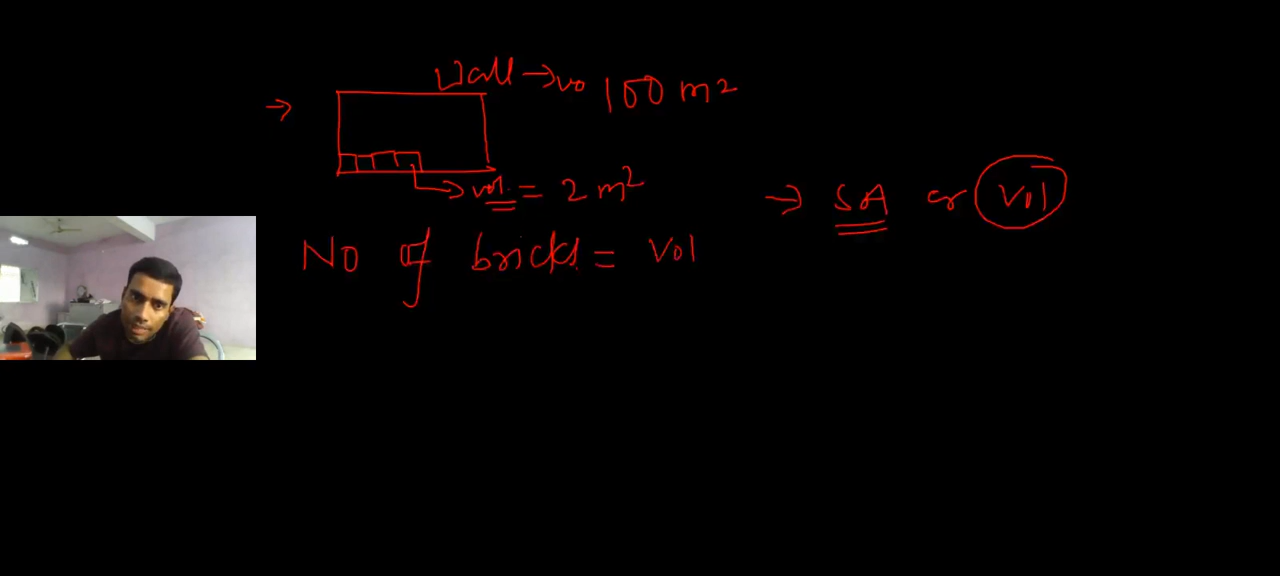 Wall → vo 100 m²
→
→ vol. = 2 m²
→ SA or Vol
No of bricks = Vol